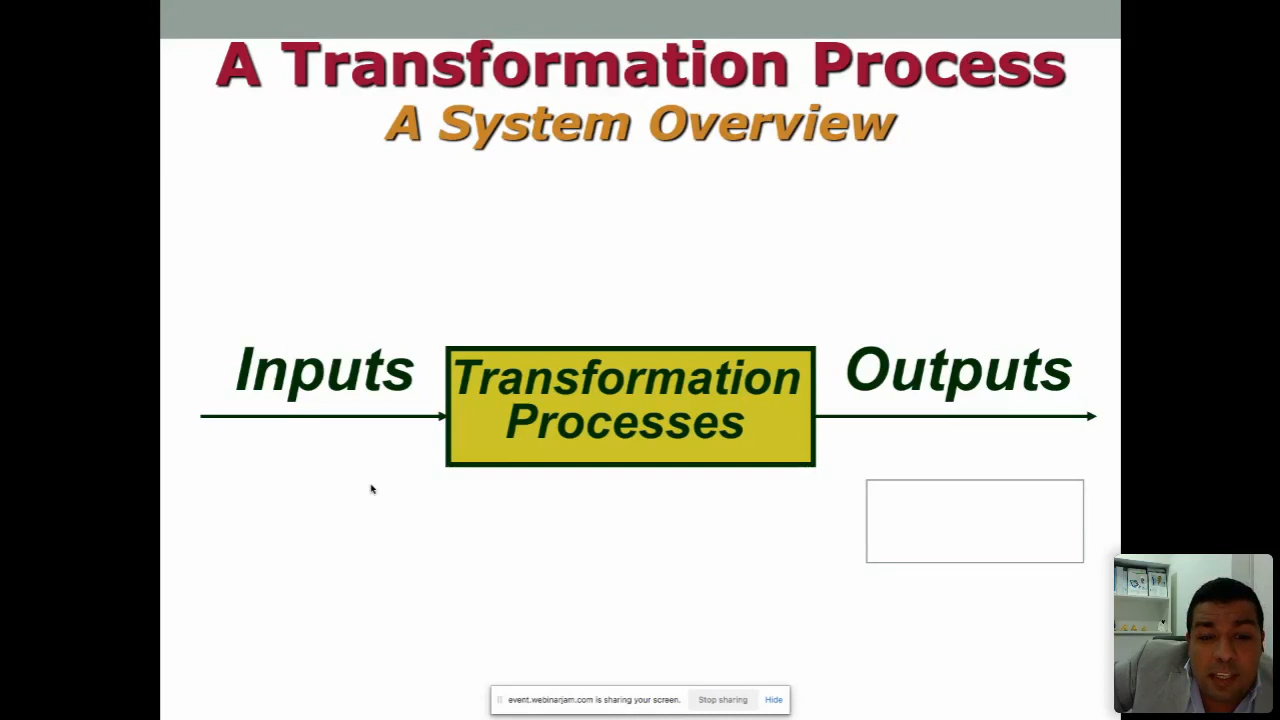 A Transformation Process
A System Overview
Inputs
Transformation
Processes
Outputs
event.webinarjam.com is sharing your screen.
Stop sharing
Hide